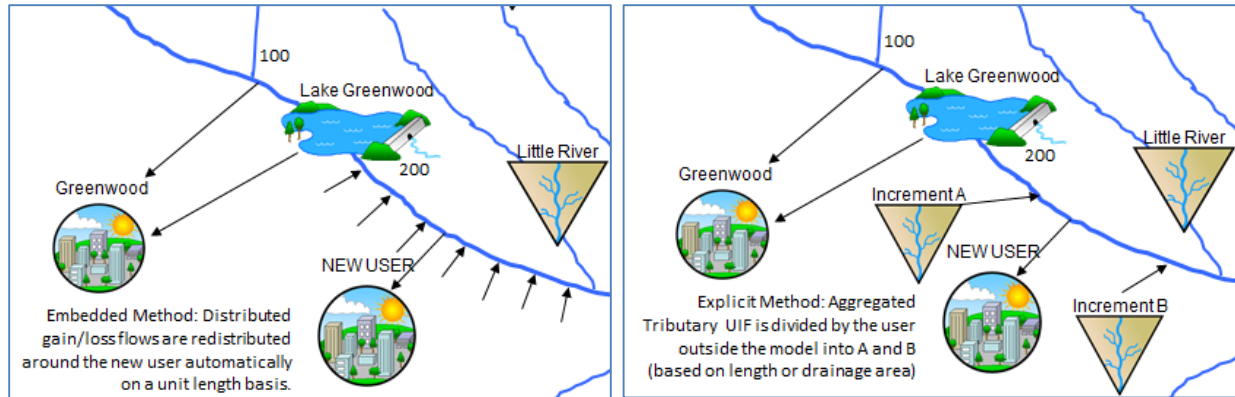 100
Lake Greenwood
200
Little River
Greenwood
NEW USER
Embedded Method: Distributed
gain/loss flows are redistributed
around the new user automatically
on a unit length basis.
100
Lake Greenwood
200
Little River
Greenwood
Increment A
NEW USER
Increment B
Explicit Method: Aggregated
Tributary UIF is divided by the user
outside the model into A and B
(based on length or drainage area)